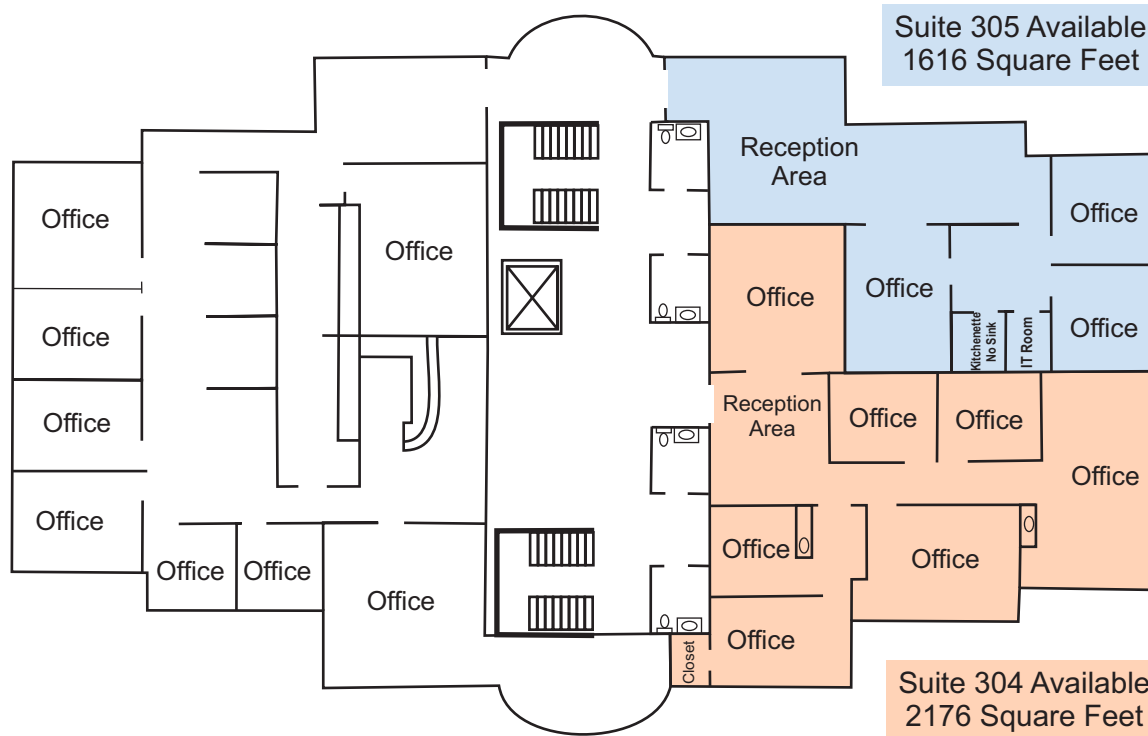 Suite 305 Available
1616 Square Feet
Reception
Area
Office
Office
Office
Office
Office
Office
Office
Kitchenette
No Sink
IT Room
Office
Reception
Area
Office
Office
Office
Office
Office
Office
Office
Office
Office
Office
Office
Closet
Suite 304 Available
2176 Square Feet